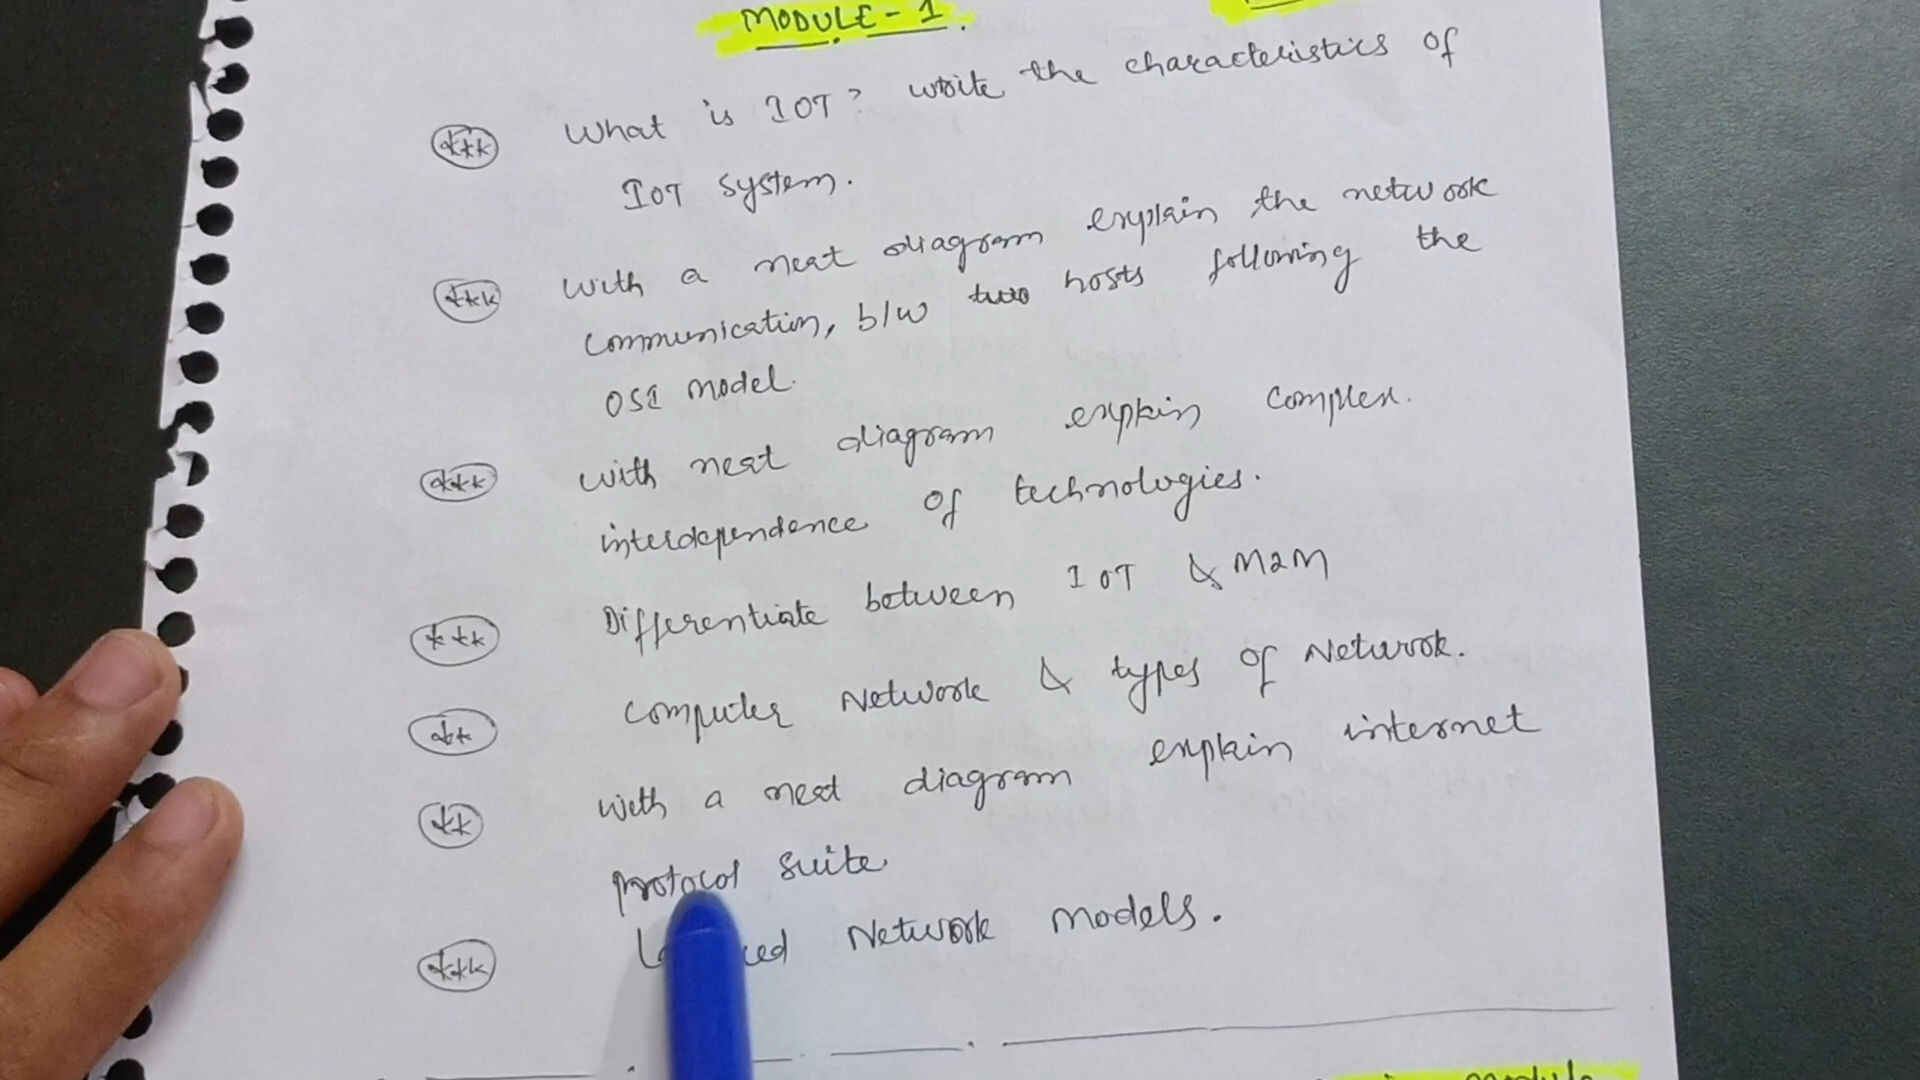 MODULE - 1.
*** What is IOT? write the characteristics of
IOT system.
*** with a neat diagram explain the network
communication, b/w two hosts following the
OSI model.
*** with neat diagram explain complex.
interdependence of technologies.
*** Differentiate between IOT & M2M
** Computer Network & types of Network.
** with a neat diagram explain internet
protocol suite
*** Network models.
module